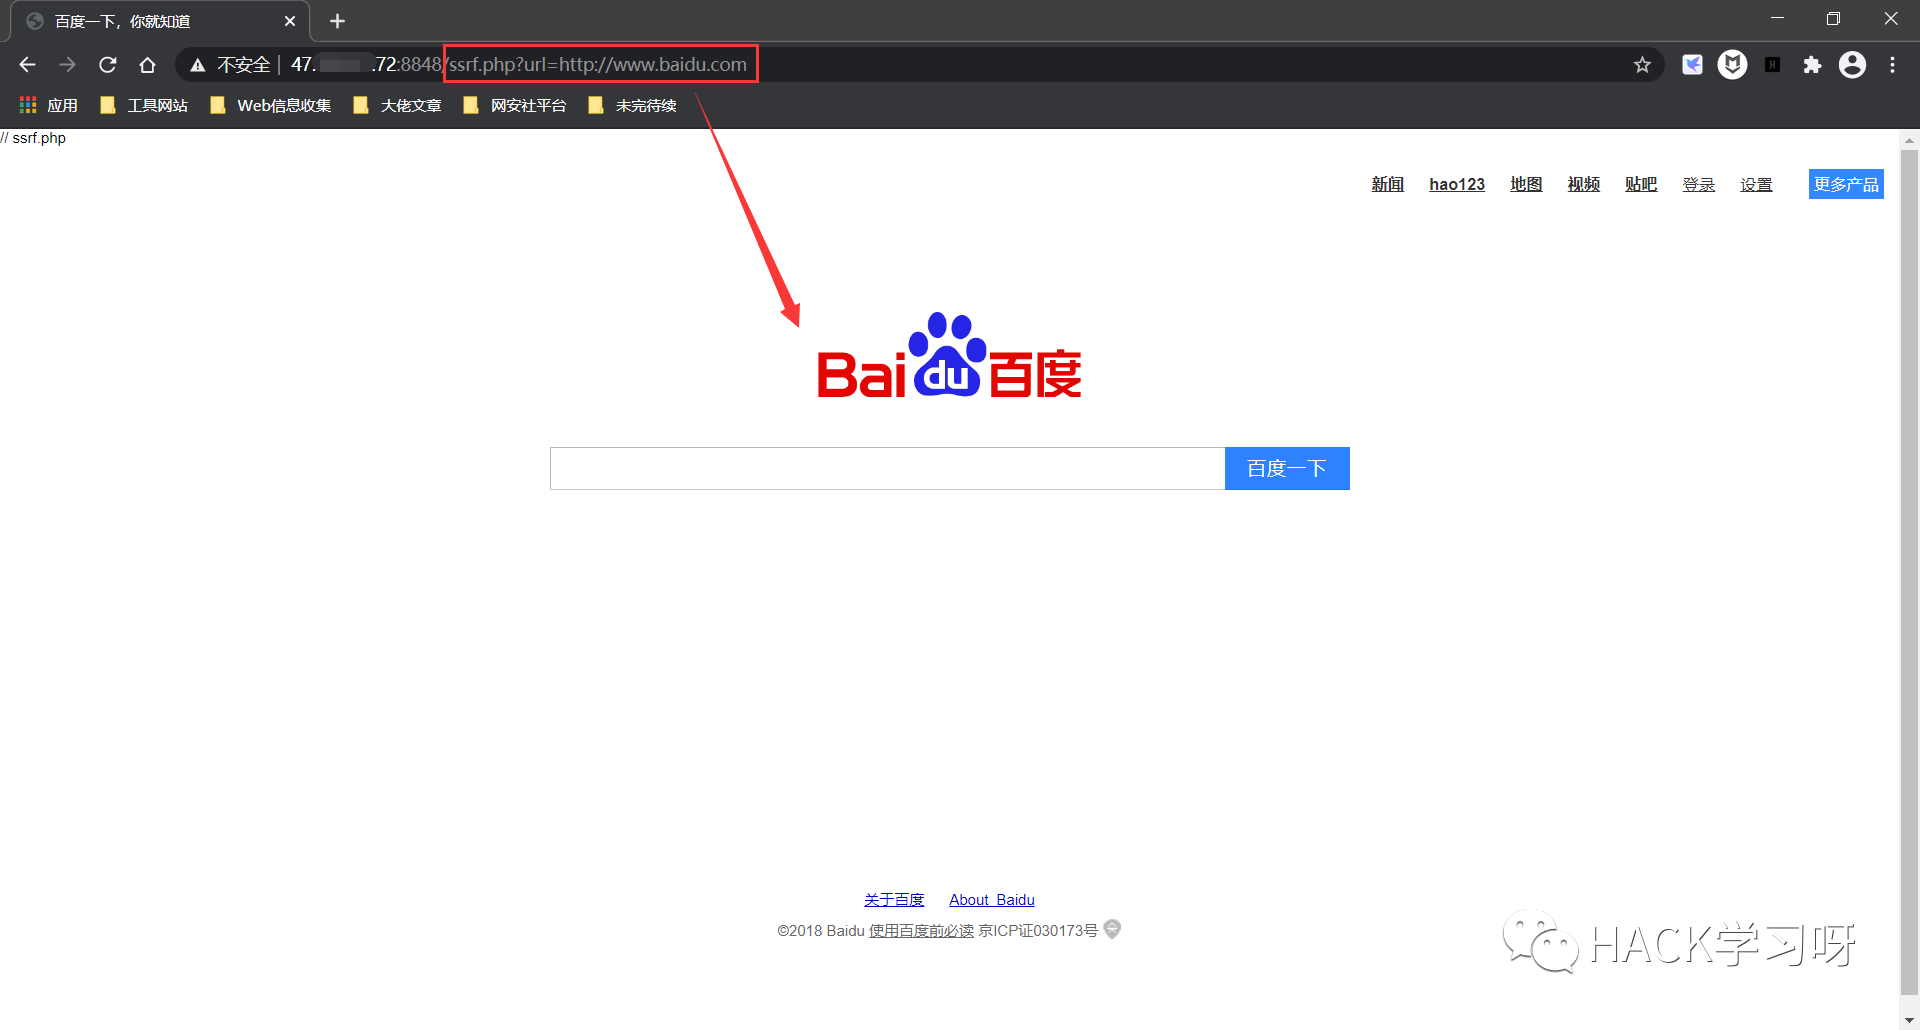 百度一下，你就知道
不安全 | 47. .72:8848/ssrf.php?url=http://www.baidu.com
应用 工具网站 Web信息收集 大佬文章 网安社平台 未完待续
// ssrf.php
新闻 hao123 地图 视频 贴吧 登录 设置 更多产品
Bai du 百度
百度一下
关于百度 About Baidu
©2018 Baidu 使用百度前必读 京ICP证030173号
HACK学习呀